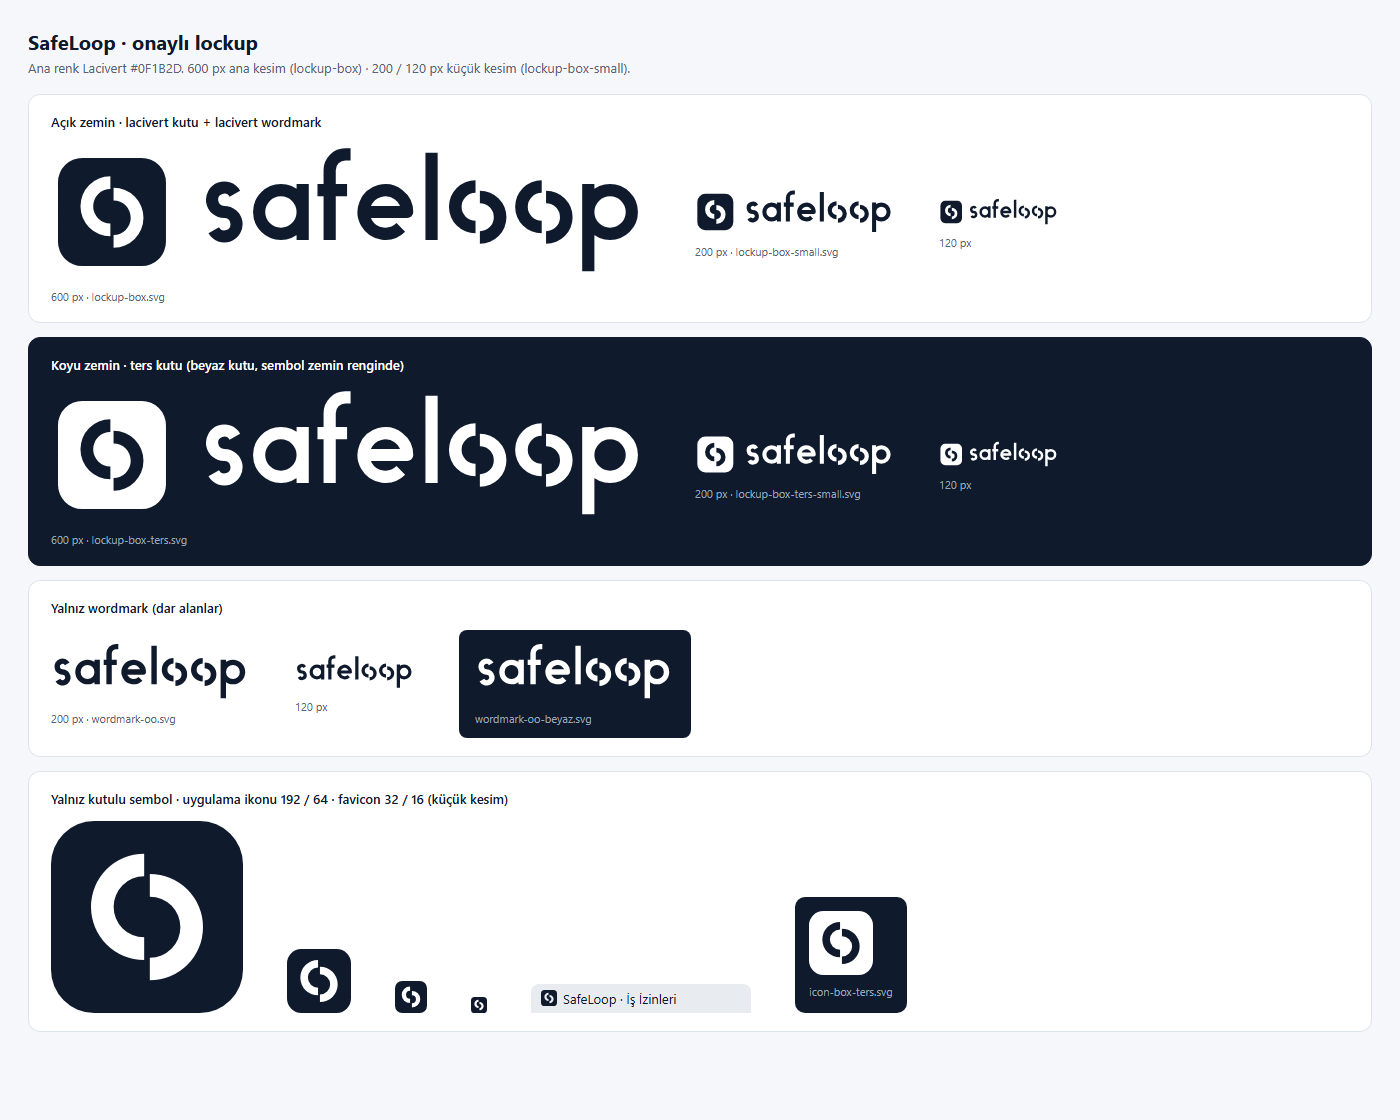 SafeLoop · onaylı lockup
Ana renk Lacivert #0F1B2D. 600 px ana kesim (lockup-box) · 200 / 120 px küçük kesim (lockup-box-small).
Açık zemin · lacivert kutu + lacivert wordmark
safeloop safeloop safeloop
200 px · lockup-box-small.svg 120 px
600 px · lockup-box.svg
Koyu zemin · ters kutu (beyaz kutu, sembol zemin renginde)
safeloop safeloop safeloop
200 px · lockup-box-ters-small.svg 120 px
600 px · lockup-box-ters.svg
Yalnız wordmark (dar alanlar)
safeloop safeloop safeloop
200 px · wordmark-oo.svg 120 px wordmark-oo-beyaz.svg
Yalnız kutulu sembol · uygulama ikonu 192 / 64 · favicon 32 / 16 (küçük kesim)
SafeLoop · İş İzinleri
icon-box-ters.svg